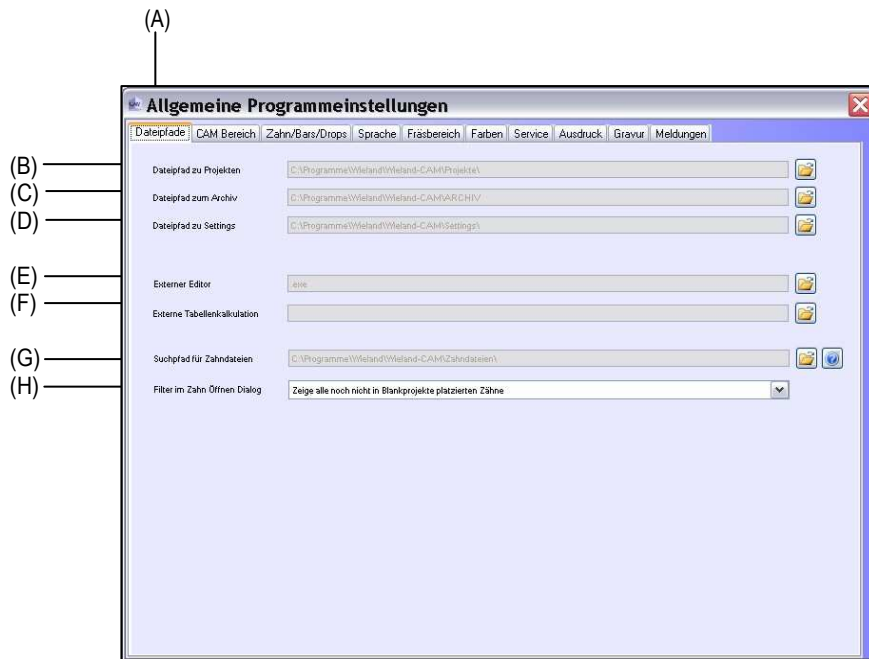 (A)
Allgemeine Programmeinstellungen
Dateipfade CAM Bereich Zahn/Bars/Drops Sprache Fräsbereich Farben Service Ausdruck Gravur Meldungen
(B) Dateipfad zu Projekten C:\Programme\Wieland\Wieland-CAM\Projekte\
(C) Dateipfad zum Archiv C:\Programme\Wieland\Wieland-CAM\ARCHIV
(D) Dateipfad zu Settings C:\Programme\Wieland\Wieland-CAM\Settings\
(E) Externer Editor .exe
(F) Externe Tabellenkalkulation
(G) Suchpfad für Zahndateien C:\Programme\Wieland\Wieland-CAM\Zahndateien\
(H) Filter im Zahn Öffnen Dialog Zeige alle noch nicht in Blankprojekte platzierten Zähne